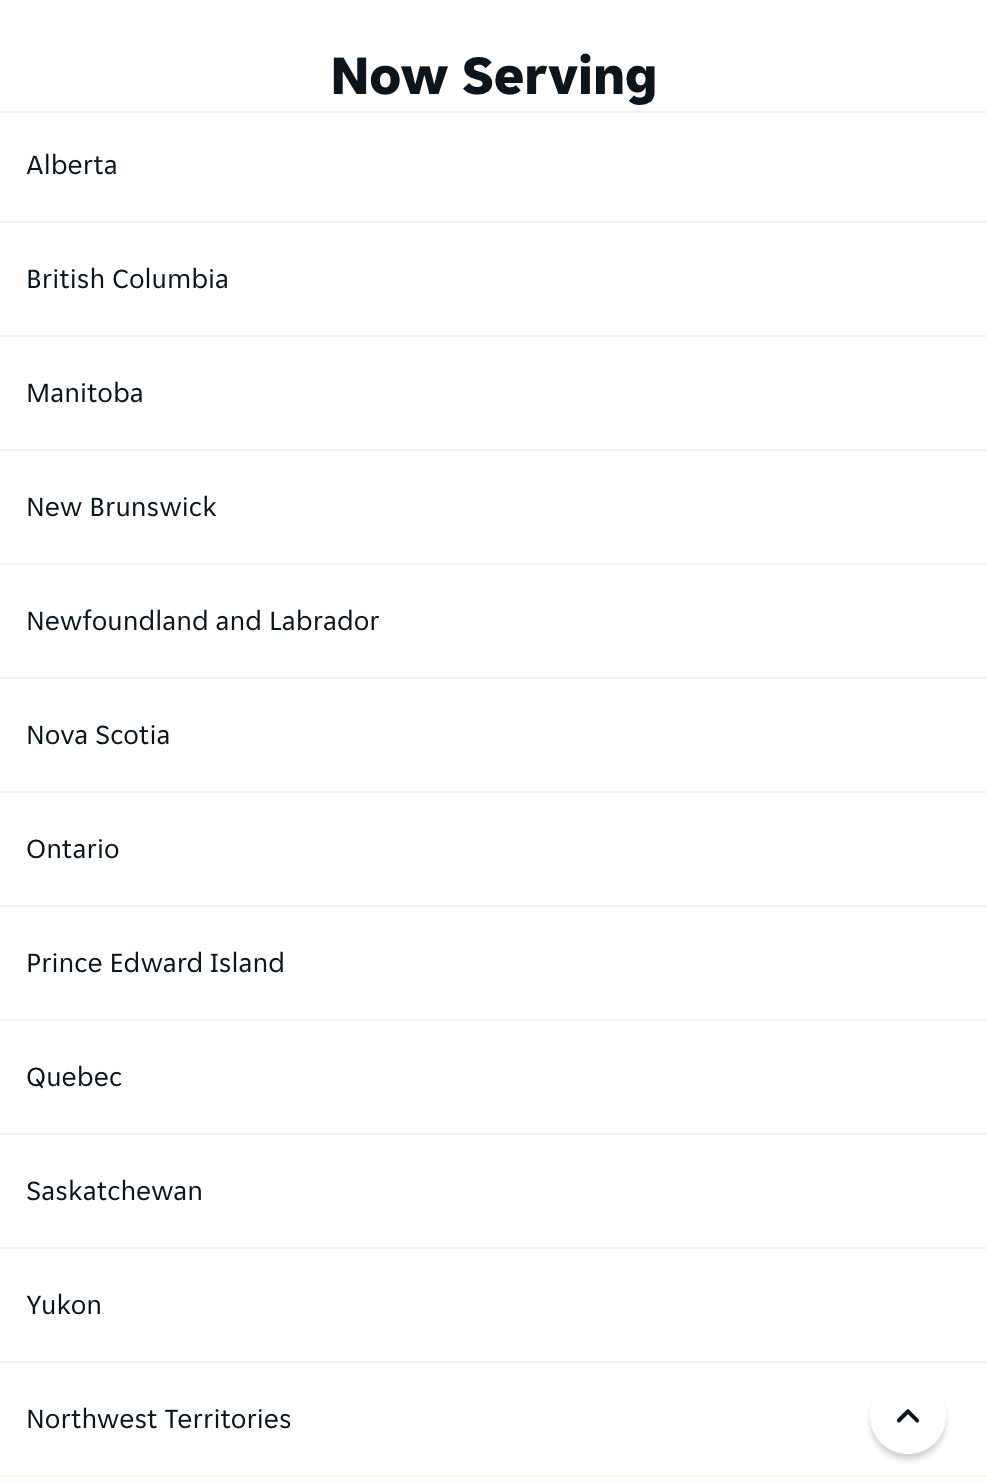 Now Serving
Alberta
British Columbia
Manitoba
New Brunswick
Newfoundland and Labrador
Nova Scotia
Ontario
Prince Edward Island
Quebec
Saskatchewan
Yukon
Northwest Territories